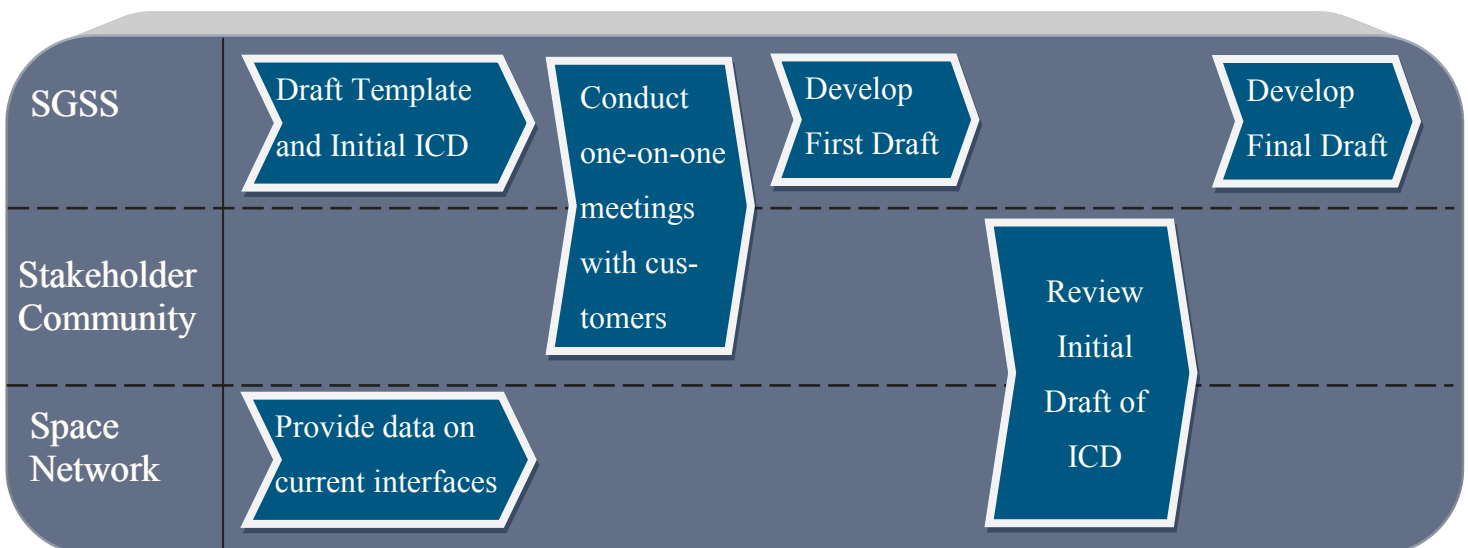 SGSS
Draft Template
and Initial ICD
Conduct
one-on-one
meetings
with cus-
tomers
Develop
First Draft
Develop
Final Draft
Stakeholder
Community
Review
Initial
Draft of
ICD
Space
Network
Provide data on
current interfaces